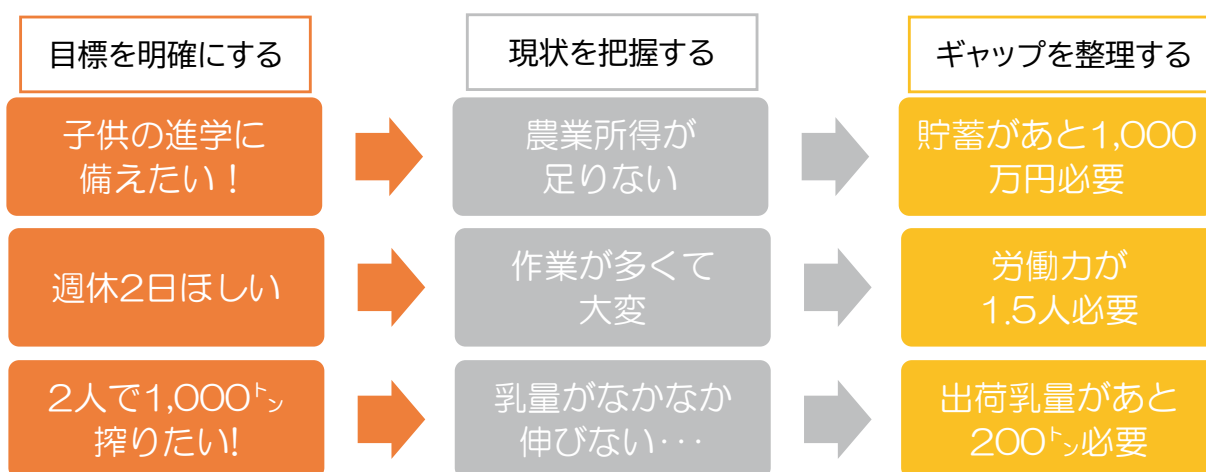 目標を明確にする
現状を把握する
ギャップを整理する
子供の進学に
備えたい！
農業所得が
足りない
貯蓄があと1,000
万円必要
週休2日ほしい
作業が多くて
大変
労働力が
1.5人必要
2人で1,000㌧
搾りたい!
乳量がなかなか
伸びない･･･
出荷乳量があと
200㌧必要